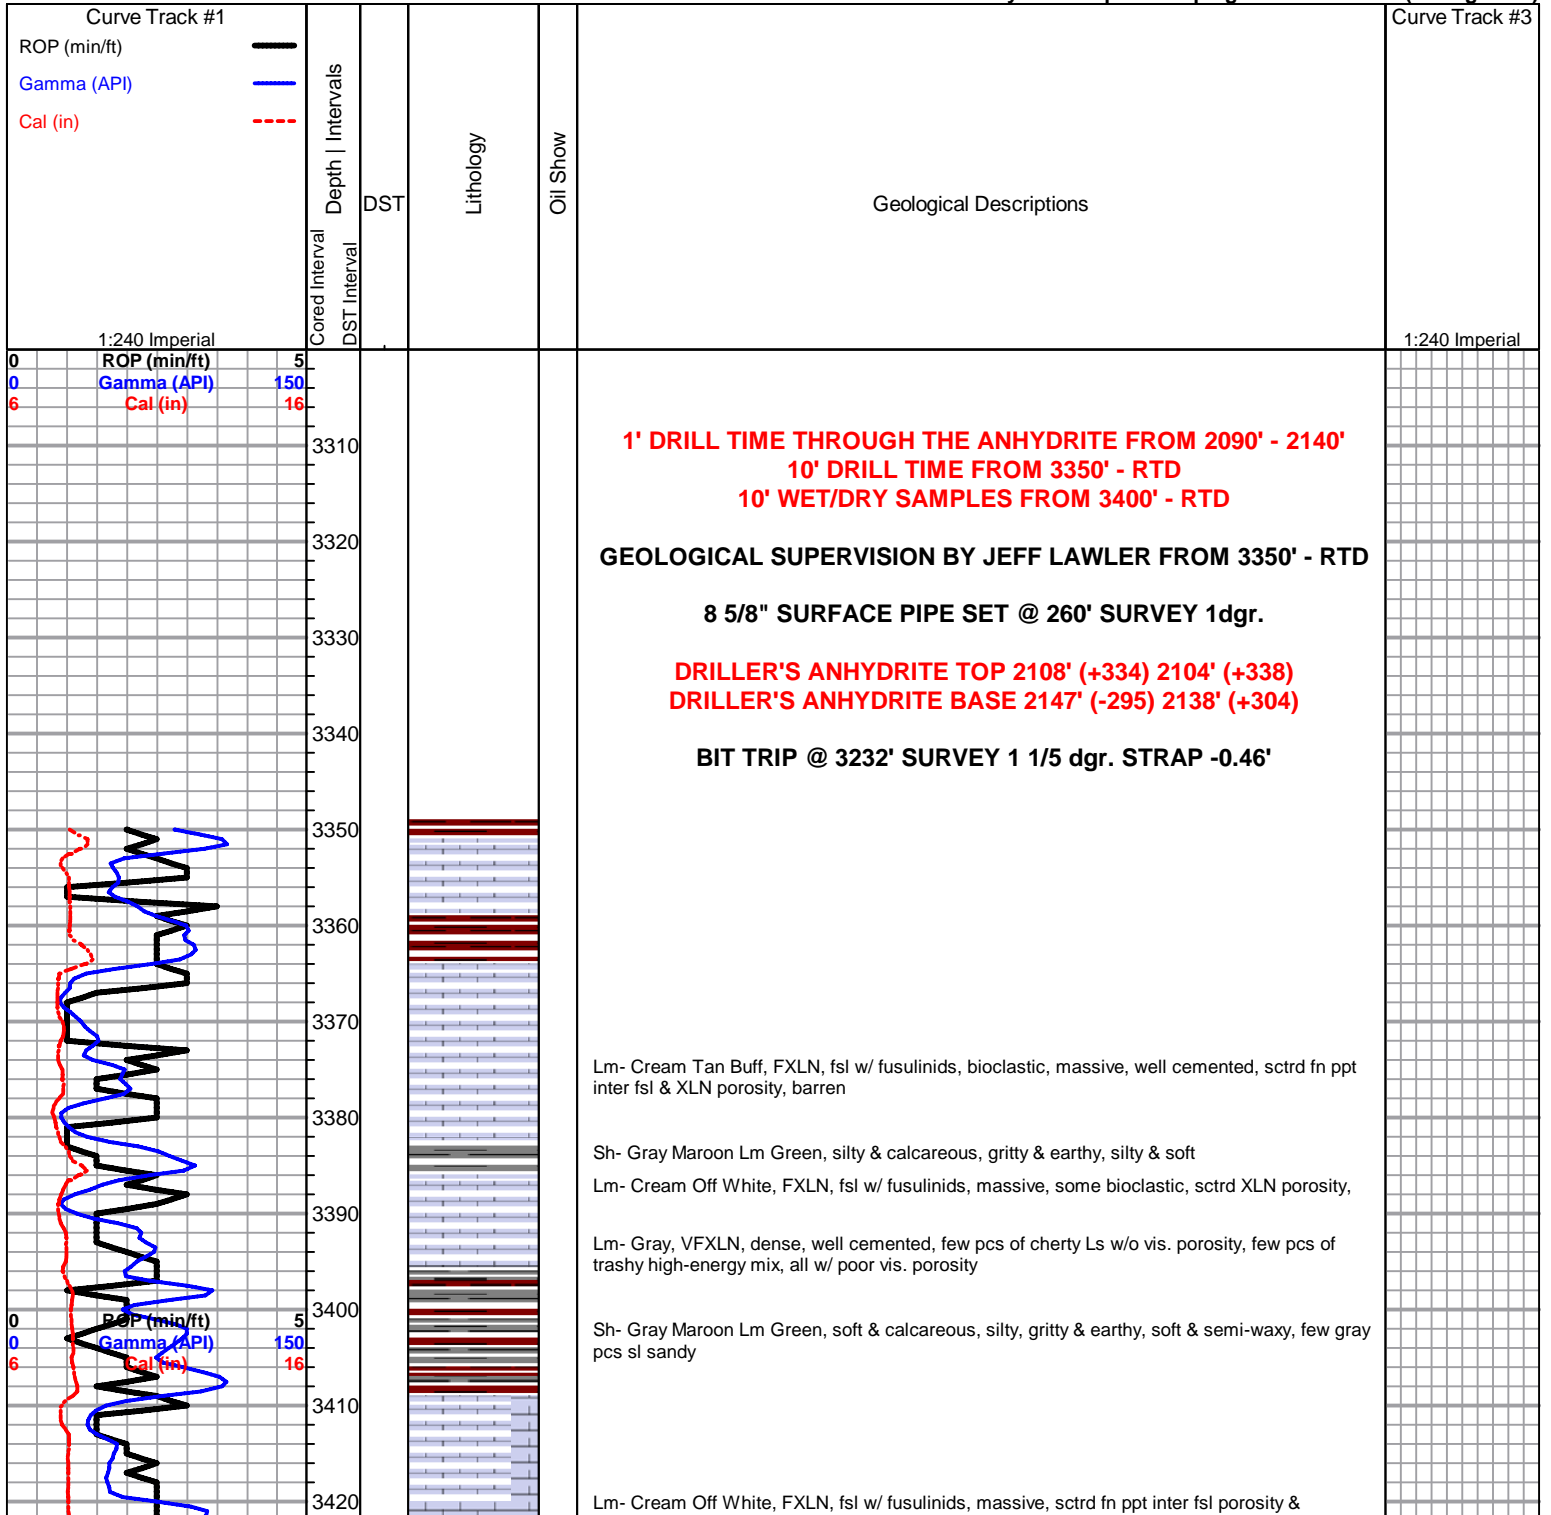 Curve Track #1
ROP (min/ft)
Gamma (API)
Cal (in)
1:240 Imperial
Depth | Intervals
Cored Interval
DST Interval
DST
Lithology
Oil Show
Geological Descriptions
Curve Track #3
1:240 Imperial
0 ROP (min/ft) 5
0 Gamma (API) 150
6 Cal (in) 16
3310
3320
3330
3340
3350
3360
3370
3380
3390
3400
3410
3420
0 ROP (min/ft) 5
0 Gamma (API) 150
6 Cal (in) 16
1' DRILL TIME THROUGH THE ANHYDRITE FROM 2090' - 2140'
10' DRILL TIME FROM 3350' - RTD
10' WET/DRY SAMPLES FROM 3400' - RTD
GEOLOGICAL SUPERVISION BY JEFF LAWLER FROM 3350' - RTD
8 5/8" SURFACE PIPE SET @ 260' SURVEY 1dgr.
DRILLER'S ANHYDRITE TOP 2108' (+334) 2104' (+338)
DRILLER'S ANHYDRITE BASE 2147' (-295) 2138' (+304)
BIT TRIP @ 3232' SURVEY 1 1/5 dgr. STRAP -0.46'
Lm- Cream Tan Buff, FXLN, fsl w/ fusulinids, bioclastic, massive, well cemented, sctrd fn ppt
inter fsl & XLN porosity, barren
Sh- Gray Maroon Lm Green, silty & calcareous, gritty & earthy, silty & soft
Lm- Cream Off White, FXLN, fsl w/ fusulinids, massive, some bioclastic, sctrd XLN porosity,
Lm- Gray, VFXLN, dense, well cemented, few pcs of cherty Ls w/o vis. porosity, few pcs of
trashy high-energy mix, all w/ poor vis. porosity
Sh- Gray Maroon Lm Green, soft & calcareous, silty, gritty & earthy, soft & semi-waxy, few gray
pcs sl sandy
Lm- Cream Off White, FXLN, fsl w/ fusulinids, massive, sctrd fn ppt inter fsl porosity &